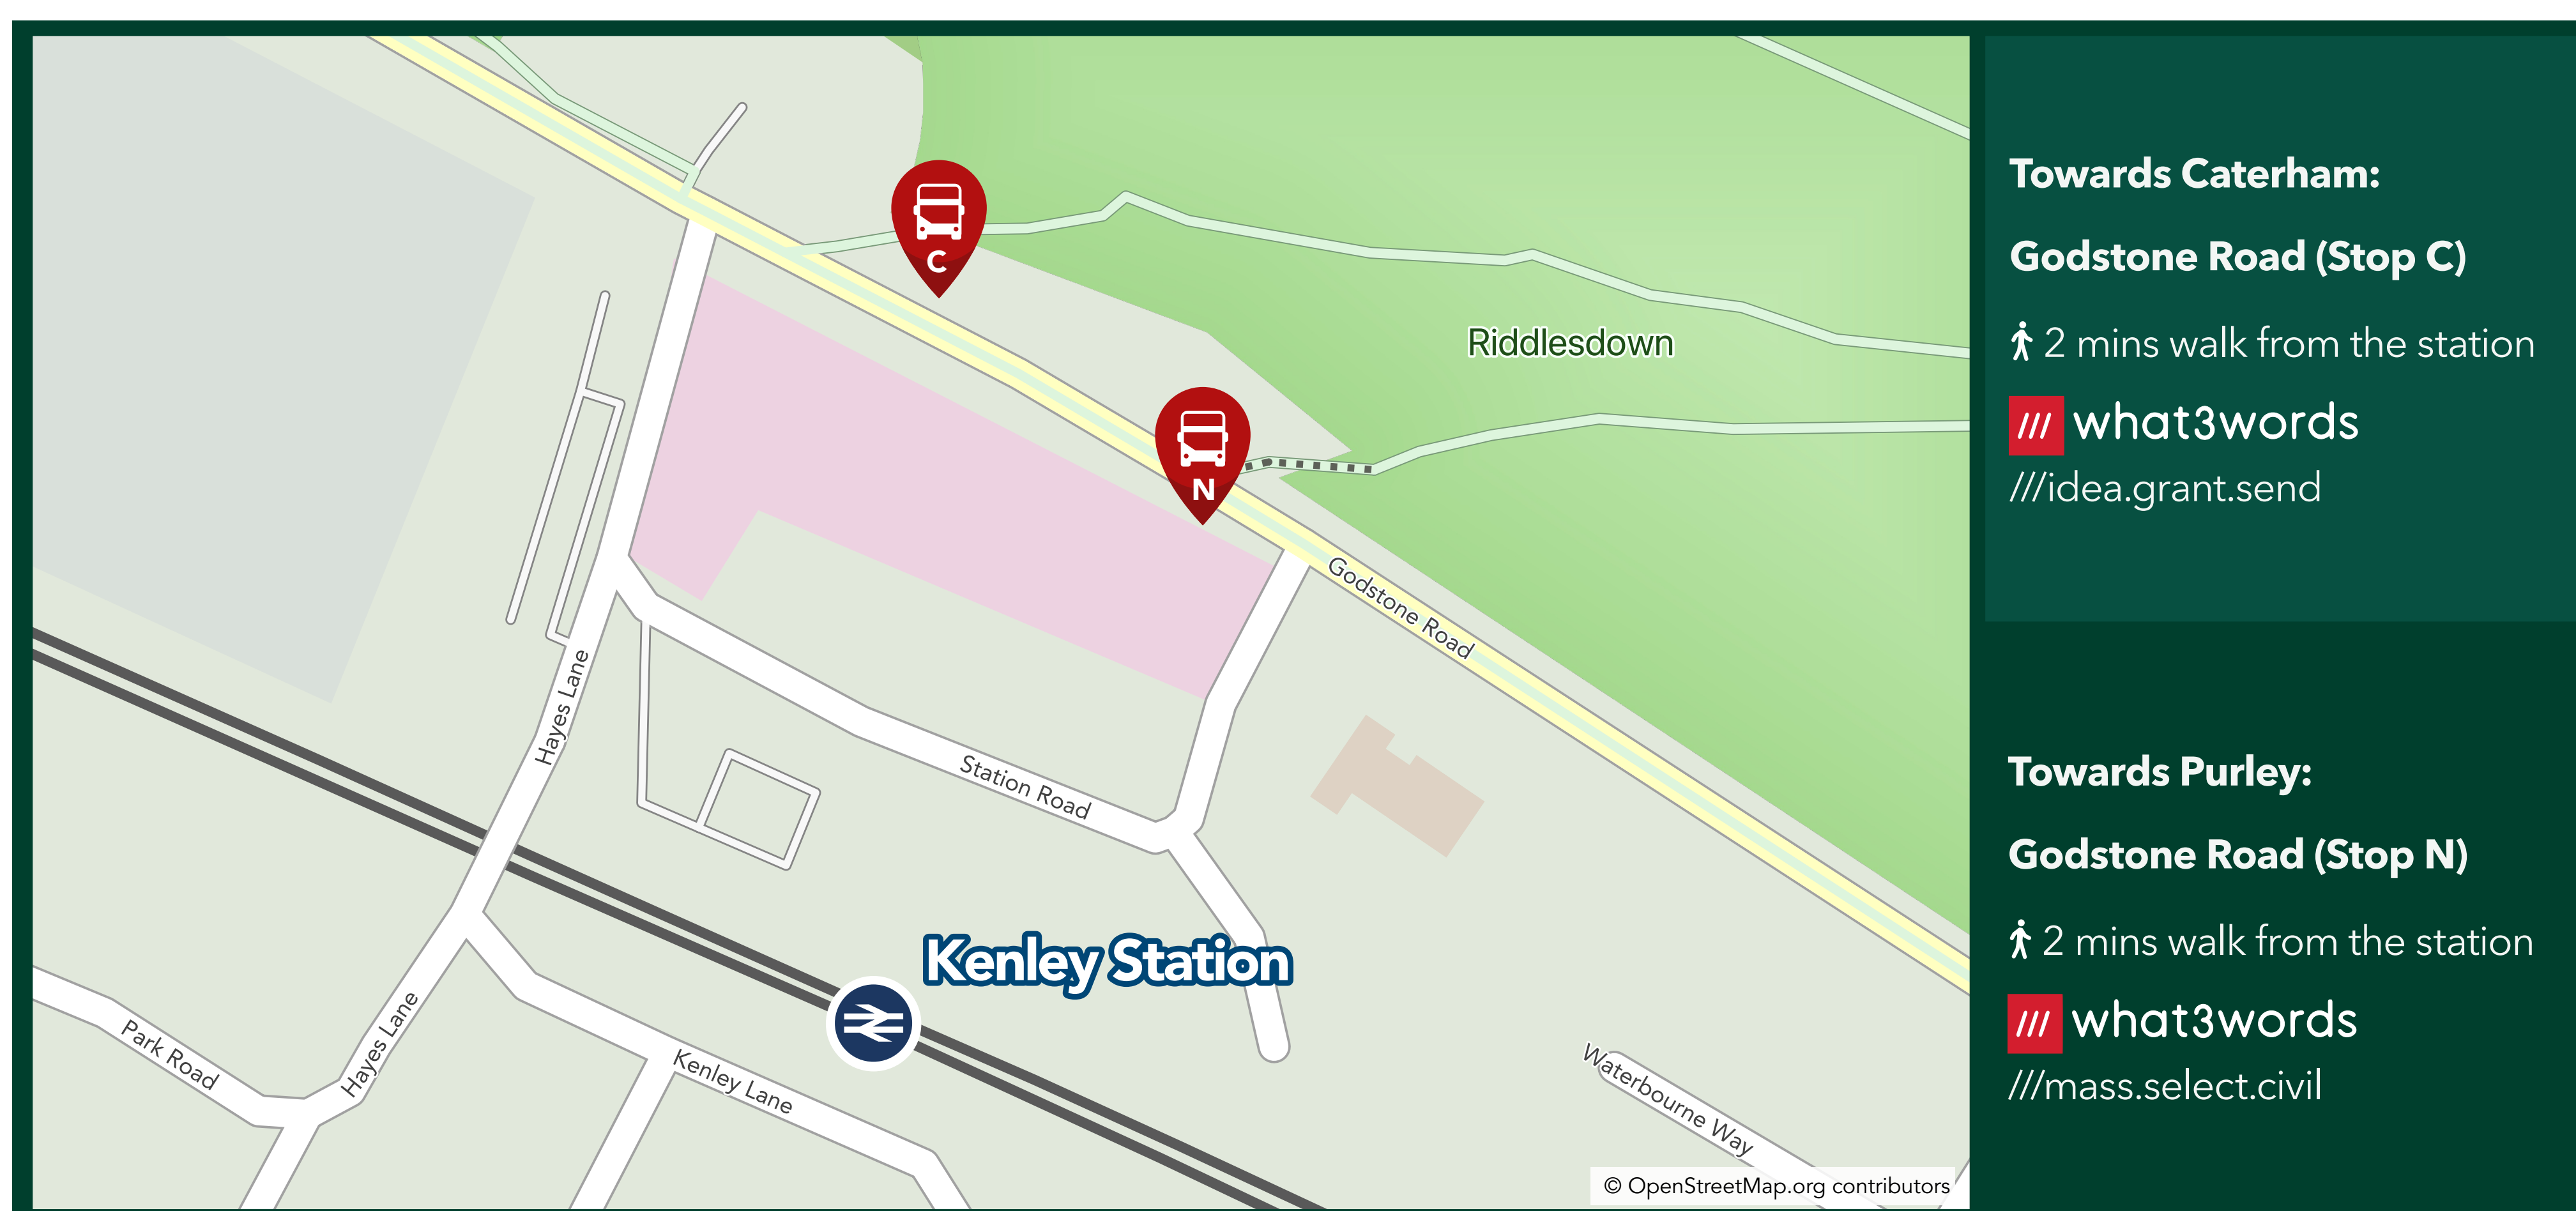 C
N
Riddlesdown
Godstone Road
Hayes Lane
Station Road
Kenley Station
Hayes Lane
Park Road
Kenley Lane
Waterbourne Way
© OpenStreetMap.org contributors
Towards Caterham:
Godstone Road (Stop C)
2 mins walk from the station
/// what3words
///idea.grant.send
Towards Purley:
Godstone Road (Stop N)
2 mins walk from the station
/// what3words
///mass.select.civil